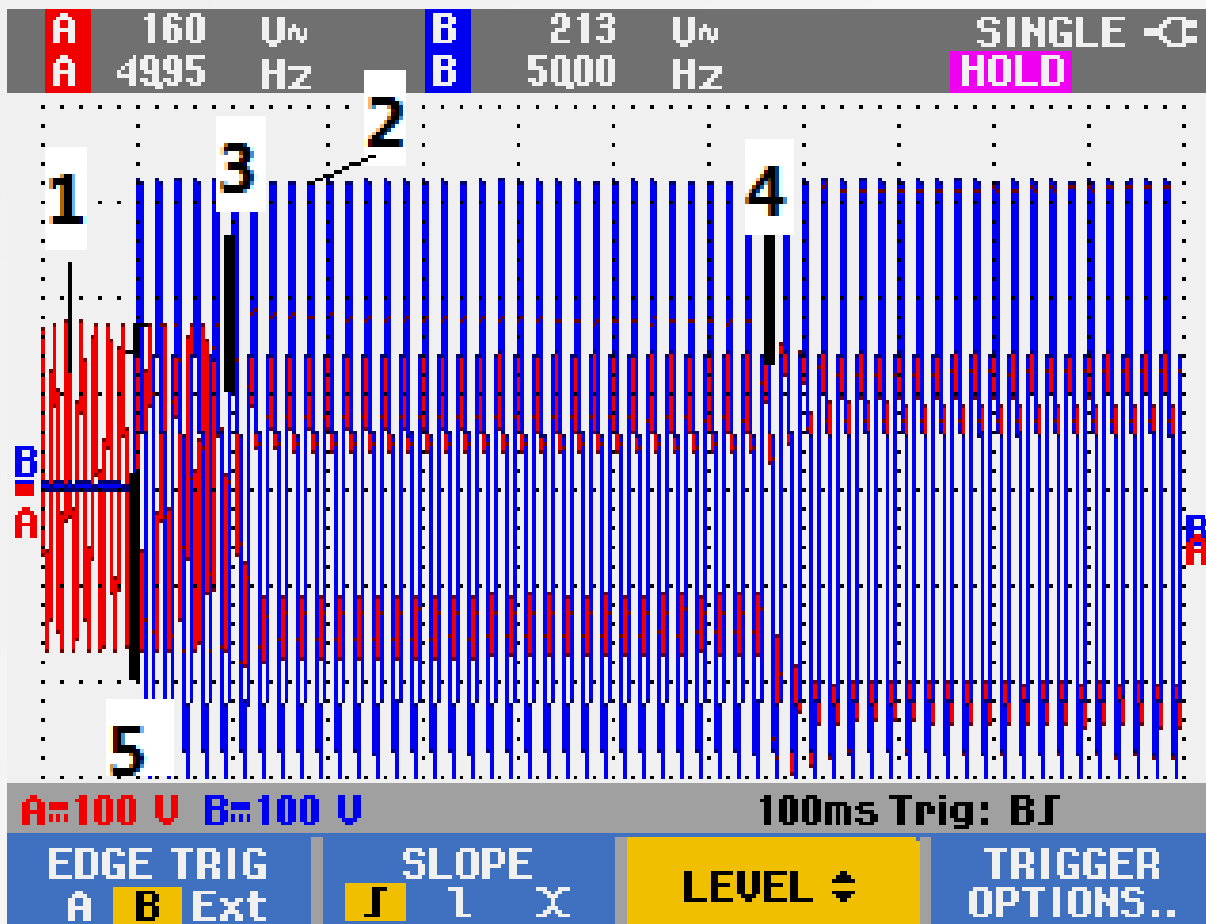 A 160 V~ B 213 V~ SINGLE
A 49.95 Hz B 50.00 Hz HOLD
2
3
4
1
B
A
B
A
5
A=100 V B=100 V 100ms Trig: B
EDGE TRIG
A B Ext
SLOPE
LEVEL
TRIGGER
OPTIONS..